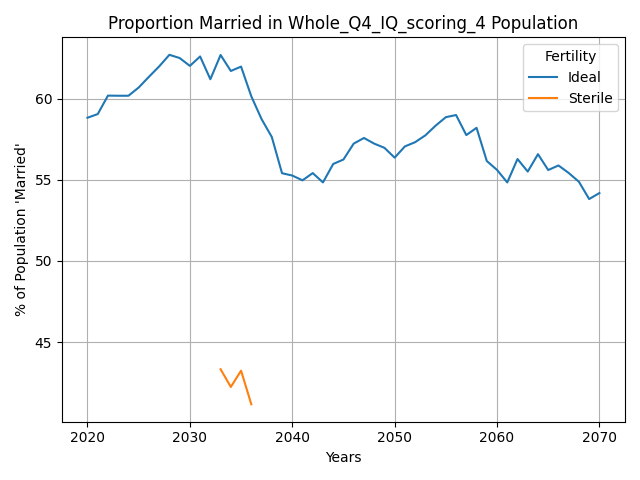 Proportion Married in Whole_Q4_IQ_scoring_4 Population
Fertility
Ideal
Sterile
% of Population 'Married'
60
55
50
45
2020 2030 2040 2050 2060 2070
Years